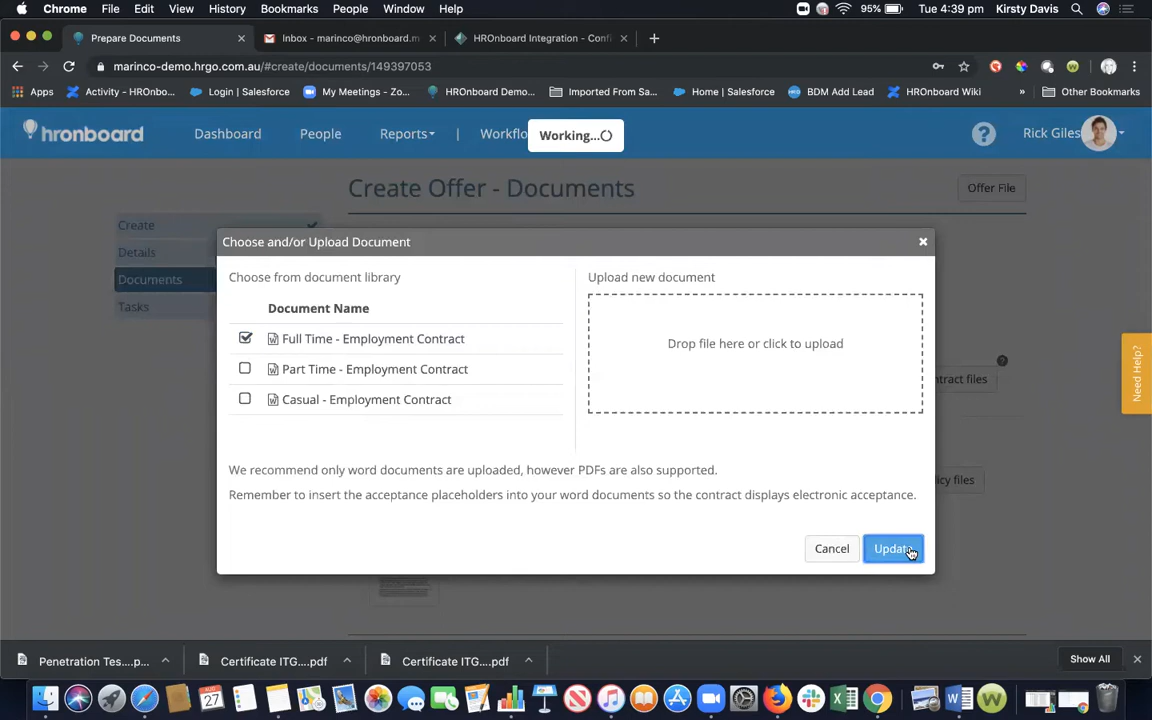 Chrome File Edit View History Bookmarks People Window Help 95% Tue 4:39 pm Kirsty Davis
Prepare Documents Inbox - marinco@hronboard.m HROnboard Integration - Confi
marinco-demo.hrgo.com.au/#create/documents/149397053
Apps Activity - HROnbo... Login | Salesforce My Meetings - Zo... HROnboard Demo... Imported From Sa... Home | Salesforce BDM Add Lead HROnboard Wiki » Other Bookmarks
hronboard Dashboard People Reports | Workflo Working... ? Rick Giles
Create Offer - Documents Offer File
Create
Details
Documents
Tasks
Choose and/or Upload Document
Choose from document library
Document Name
Full Time - Employment Contract
Part Time - Employment Contract
Casual - Employment Contract
Upload new document
Drop file here or click to upload
ntract files
icy files
Need Help?
We recommend only word documents are uploaded, however PDFs are also supported.
Remember to insert the acceptance placeholders into your word documents so the contract displays electronic acceptance.
Cancel Update
Penetration Tes....p... Certificate ITG....pdf Certificate ITG....pdf Show All